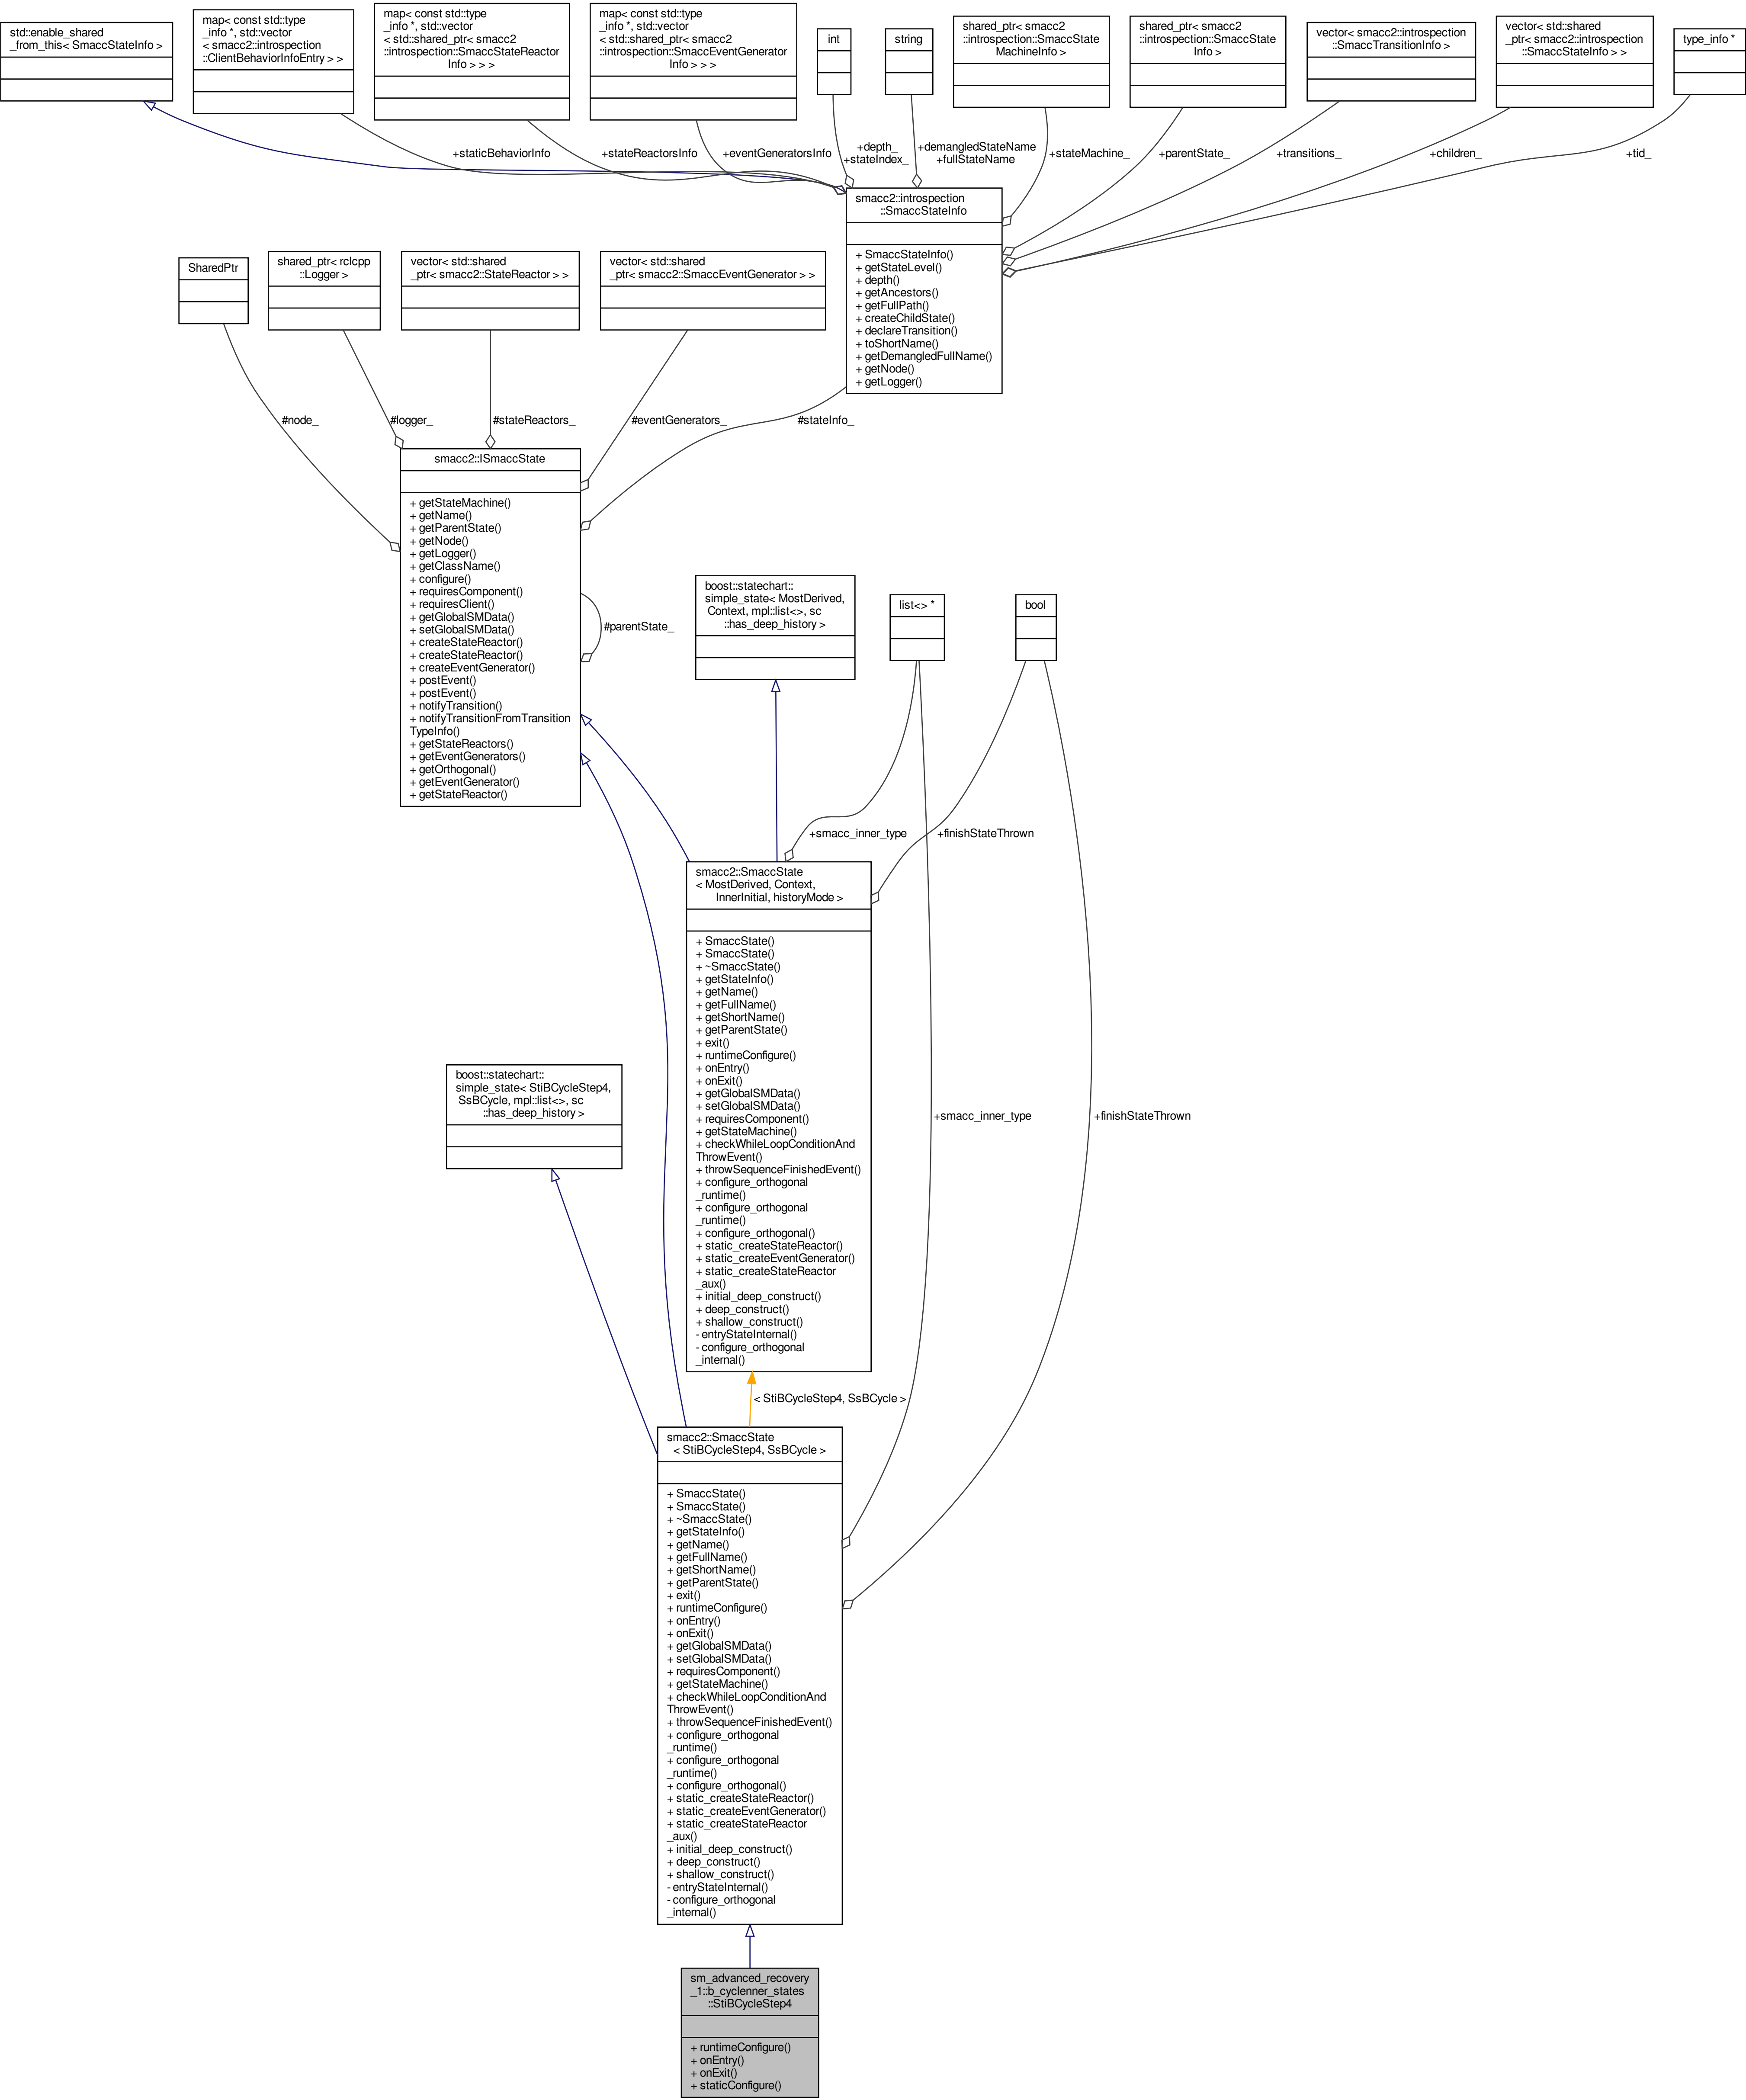 std::enable_shared
_from_this< SmaccStateInfo >
map< const std::type
_info *, std::vector
< smacc2::introspection
::ClientBehaviorInfoEntry > >
map< const std::type
_info *, std::vector
< std::shared_ptr< smacc2
::introspection::SmaccStateReactor
Info > > >
map< const std::type
_info *, std::vector
< std::shared_ptr< smacc2
::introspection::SmaccEventGenerator
Info > > >
int
string
shared_ptr< smacc2
::introspection::SmaccState
MachineInfo >
shared_ptr< smacc2
::introspection::SmaccState
Info >
vector< smacc2::introspection
::SmaccTransitionInfo >
vector< std::shared
_ptr< smacc2::introspection
::SmaccStateInfo > >
type_info *
+staticBehaviorInfo
+stateReactorsInfo
+eventGeneratorsInfo
+depth_
+stateIndex_
+demangledStateName
+fullStateName
+stateMachine_
+parentState_
+transitions_
+children_
+tid_
smacc2::introspection
::SmaccStateInfo
+ SmaccStateInfo()
+ getStateLevel()
+ depth()
+ getAncestors()
+ getFullPath()
+ createChildState()
+ declareTransition()
+ toShortName()
+ getDemangledFullName()
+ getNode()
+ getLogger()
SharedPtr
shared_ptr< rclcpp
::Logger >
vector< std::shared
_ptr< smacc2::StateReactor > >
vector< std::shared
_ptr< smacc2::SmaccEventGenerator > >
#node_
#logger_
#stateReactors_
#eventGenerators_
#stateInfo_
smacc2::ISmaccState
+ getStateMachine()
+ getName()
+ getParentState()
+ getNode()
+ getLogger()
+ getClassName()
+ configure()
+ requiresComponent()
+ requiresClient()
+ getGlobalSMData()
+ setGlobalSMData()
+ createStateReactor()
+ createStateReactor()
+ createEventGenerator()
+ postEvent()
+ postEvent()
+ notifyTransition()
+ notifyTransitionFromTransition
TypeInfo()
+ getStateReactors()
+ getEventGenerators()
+ getOrthogonal()
+ getEventGenerator()
+ getStateReactor()
#parentState_
boost::statechart::
simple_state< MostDerived,
Context, mpl::list<>, sc
::has_deep_history >
list<> *
bool
+smacc_inner_type
+finishStateThrown
smacc2::SmaccState
< MostDerived, Context,
InnerInitial, historyMode >
+ SmaccState()
+ SmaccState()
+ ~SmaccState()
+ getStateInfo()
+ getName()
+ getFullName()
+ getShortName()
+ getParentState()
+ exit()
+ runtimeConfigure()
+ onEntry()
+ onExit()
+ getGlobalSMData()
+ setGlobalSMData()
+ requiresComponent()
+ getStateMachine()
+ checkWhileLoopConditionAnd
ThrowEvent()
+ throwSequenceFinishedEvent()
+ configure_orthogonal
_runtime()
+ configure_orthogonal
_runtime()
+ configure_orthogonal()
+ static_createStateReactor()
+ static_createEventGenerator()
+ static_createStateReactor
_aux()
+ initial_deep_construct()
+ deep_construct()
+ shallow_construct()
- entryStateInternal()
- configure_orthogonal
_internal()
boost::statechart::
simple_state< StiBCycleStep4,
SsBCycle, mpl::list<>, sc
::has_deep_history >
+smacc_inner_type
+finishStateThrown
< StiBCycleStep4, SsBCycle >
smacc2::SmaccState
< StiBCycleStep4, SsBCycle >
+ SmaccState()
+ SmaccState()
+ ~SmaccState()
+ getStateInfo()
+ getName()
+ getFullName()
+ getShortName()
+ getParentState()
+ exit()
+ runtimeConfigure()
+ onEntry()
+ onExit()
+ getGlobalSMData()
+ setGlobalSMData()
+ requiresComponent()
+ getStateMachine()
+ checkWhileLoopConditionAnd
ThrowEvent()
+ throwSequenceFinishedEvent()
+ configure_orthogonal
_runtime()
+ configure_orthogonal
_runtime()
+ configure_orthogonal()
+ static_createStateReactor()
+ static_createEventGenerator()
+ static_createStateReactor
_aux()
+ initial_deep_construct()
+ deep_construct()
+ shallow_construct()
- entryStateInternal()
- configure_orthogonal
_internal()
sm_advanced_recovery
_1::b_cyclenner_states
::StiBCycleStep4
+ runtimeConfigure()
+ onEntry()
+ onExit()
+ staticConfigure()